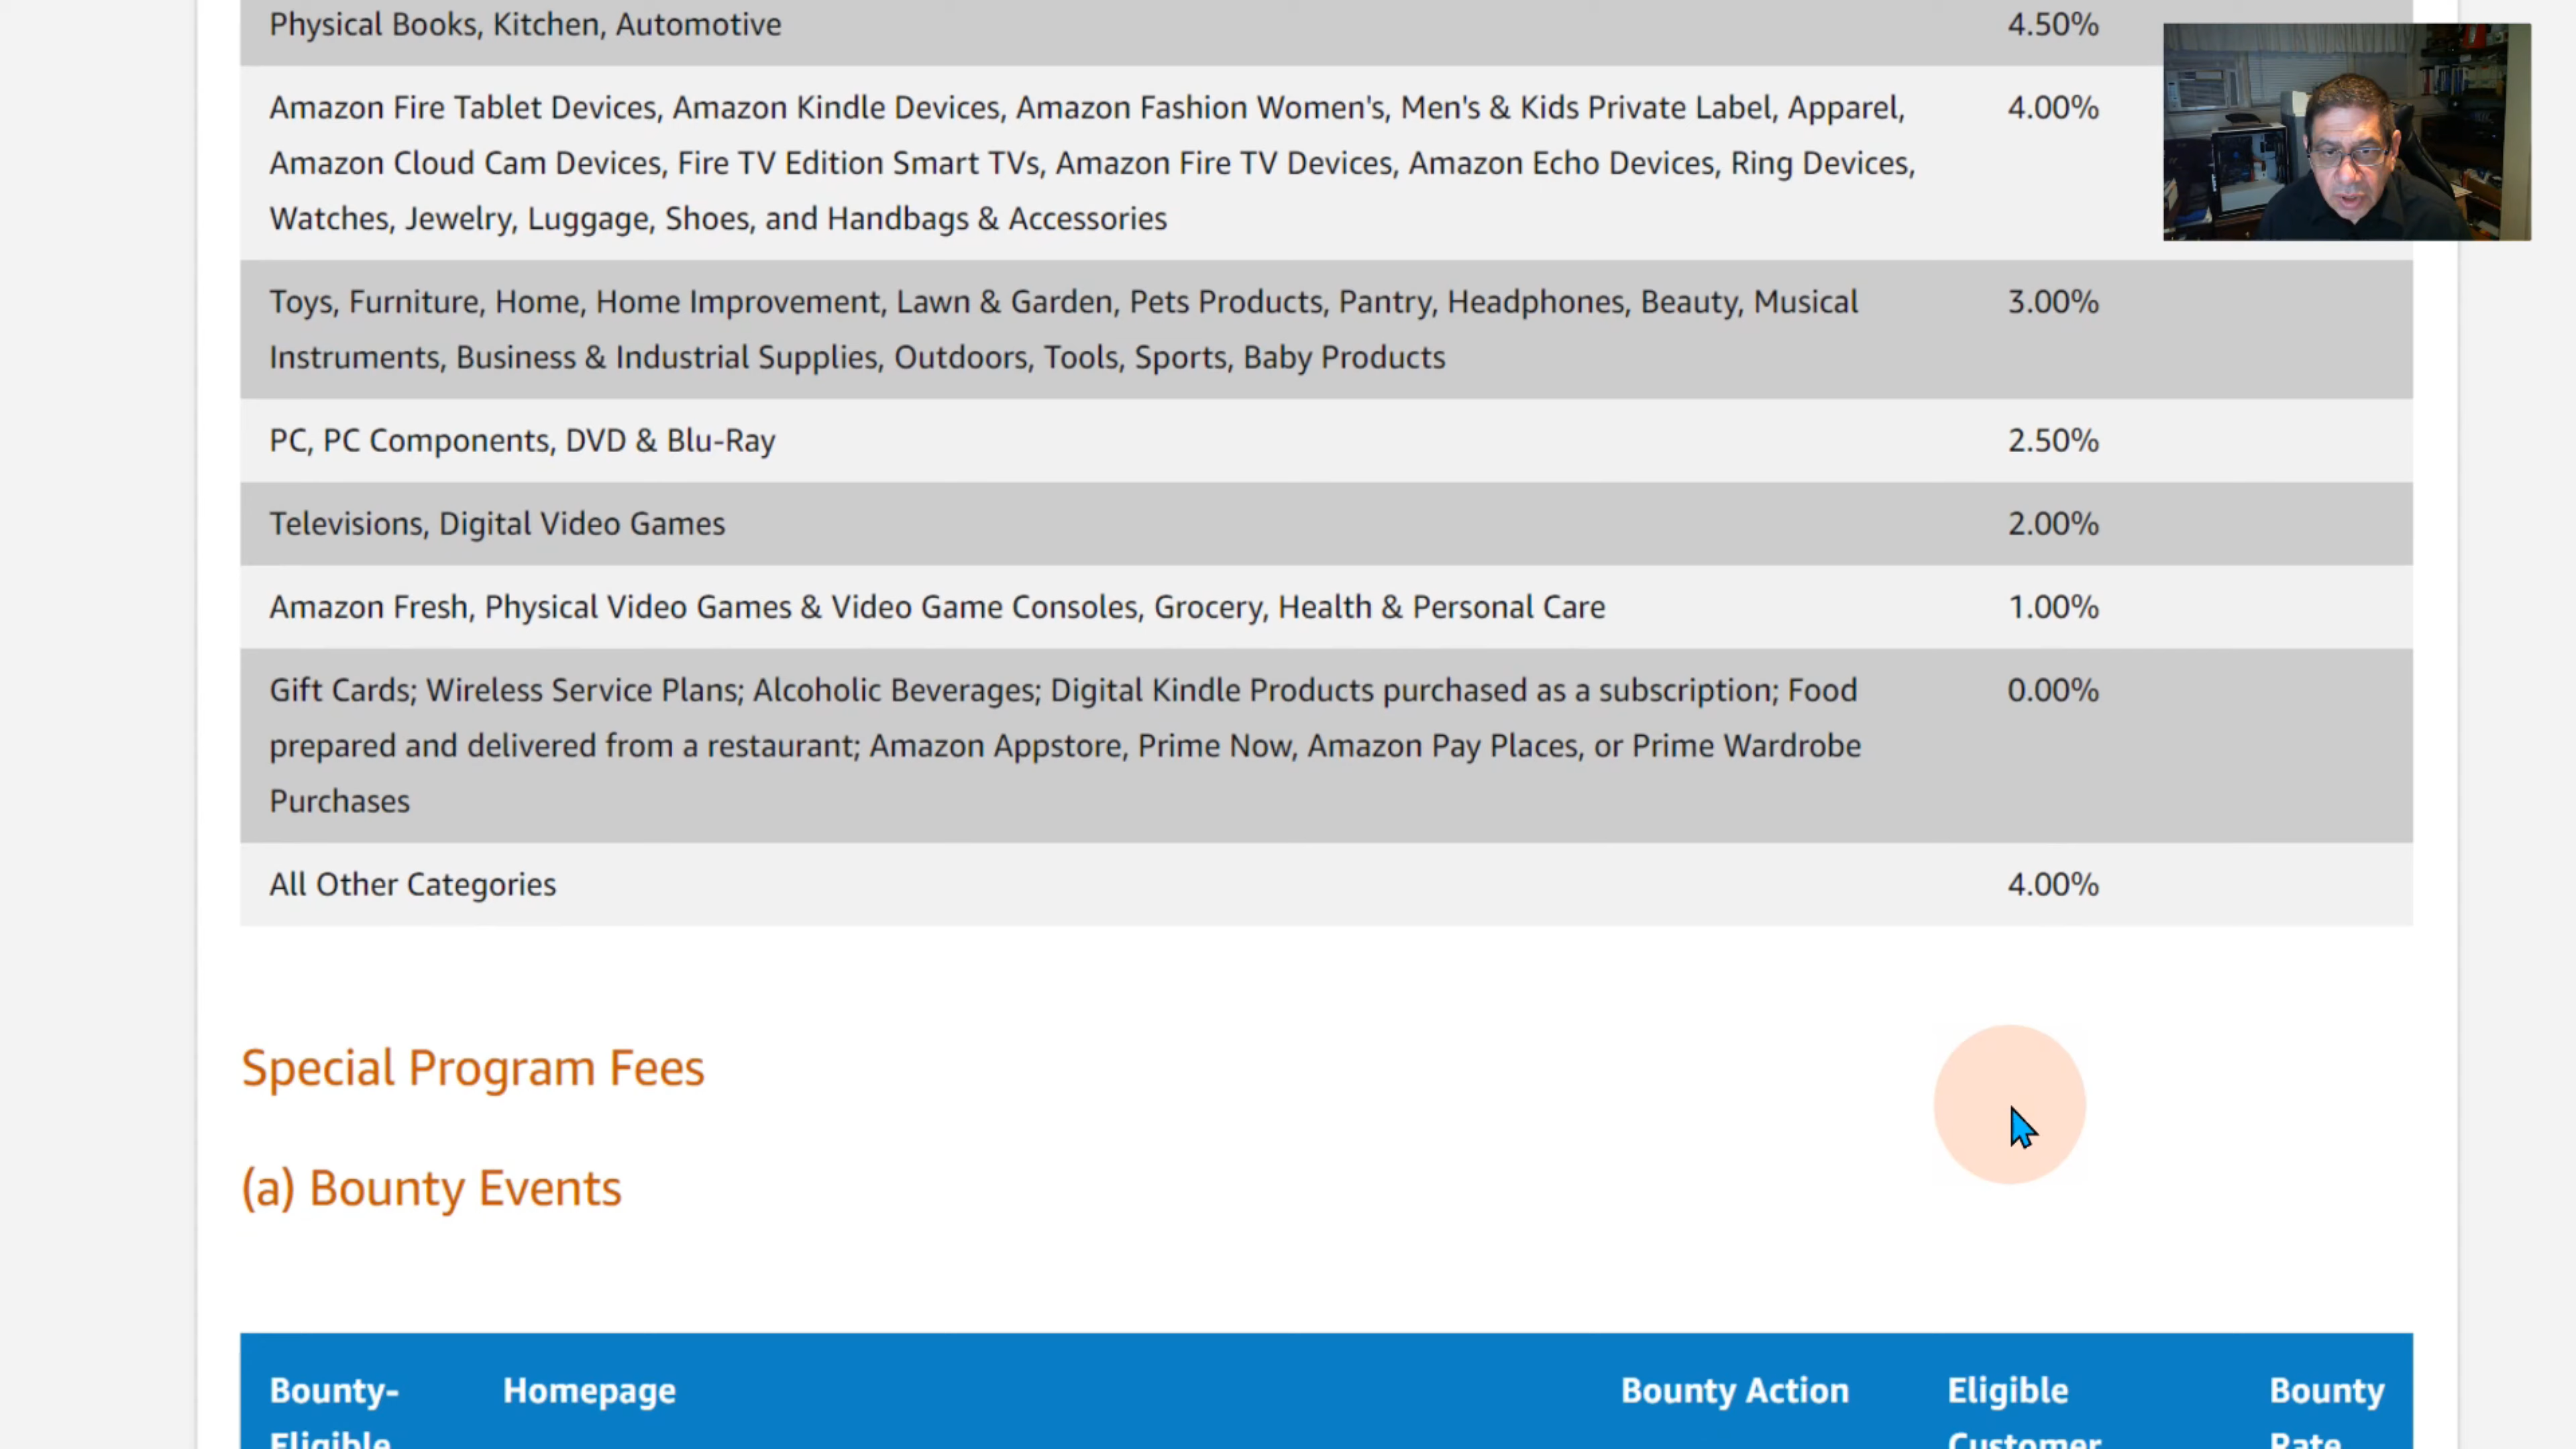 Physical Books, Kitchen, Automotive 4.50%
Amazon Fire Tablet Devices, Amazon Kindle Devices, Amazon Fashion Women's, Men's & Kids Private Label, Apparel, 4.00%
Amazon Cloud Cam Devices, Fire TV Edition Smart TVs, Amazon Fire TV Devices, Amazon Echo Devices, Ring Devices,
Watches, Jewelry, Luggage, Shoes, and Handbags & Accessories
Toys, Furniture, Home, Home Improvement, Lawn & Garden, Pets Products, Pantry, Headphones, Beauty, Musical 3.00%
Instruments, Business & Industrial Supplies, Outdoors, Tools, Sports, Baby Products
PC, PC Components, DVD & Blu-Ray 2.50%
Televisions, Digital Video Games 2.00%
Amazon Fresh, Physical Video Games & Video Game Consoles, Grocery, Health & Personal Care 1.00%
Gift Cards; Wireless Service Plans; Alcoholic Beverages; Digital Kindle Products purchased as a subscription; Food 0.00%
prepared and delivered from a restaurant; Amazon Appstore, Prime Now, Amazon Pay Places, or Prime Wardrobe
Purchases
All Other Categories 4.00%
Special Program Fees
(a) Bounty Events
Bounty- Homepage Bounty Action Eligible Bounty
Eligible Customer Rate